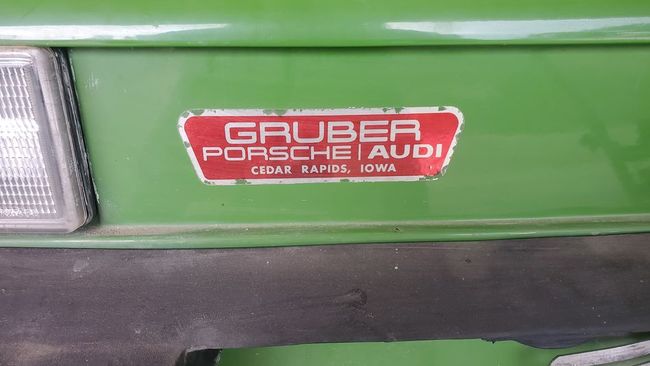 GRUBER
PORSCHE | AUDI
CEDAR RAPIDS, IOWA